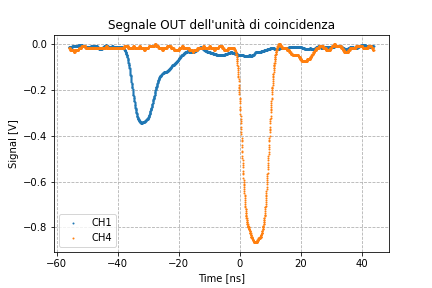 Segnale OUT dell'unità di coincidenza
Signal [V]
0.0
−0.2
−0.4
−0.6
−0.8
CH1
CH4
−60 −40 −20 0 20 40
Time [ns]